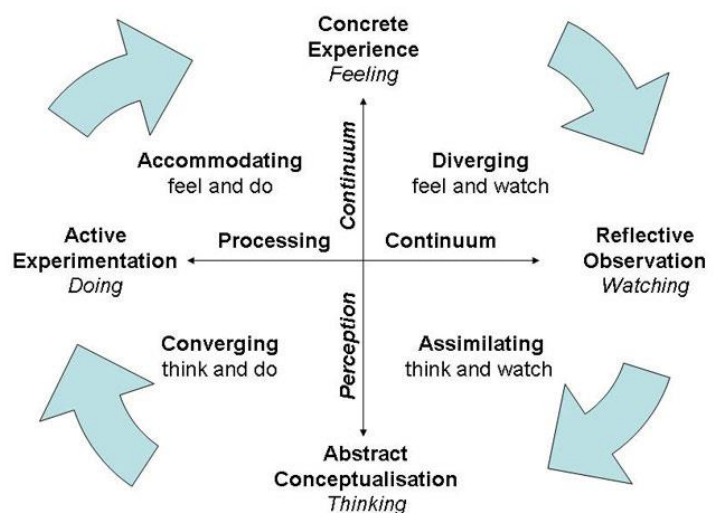 Concrete
Experience
Feeling
Accommodating
feel and do
Continuum
Diverging
feel and watch
Active
Experimentation
Doing
Processing
Continuum
Reflective
Observation
Watching
Converging
think and do
Perception
Assimilating
think and watch
Abstract
Conceptualisation
Thinking